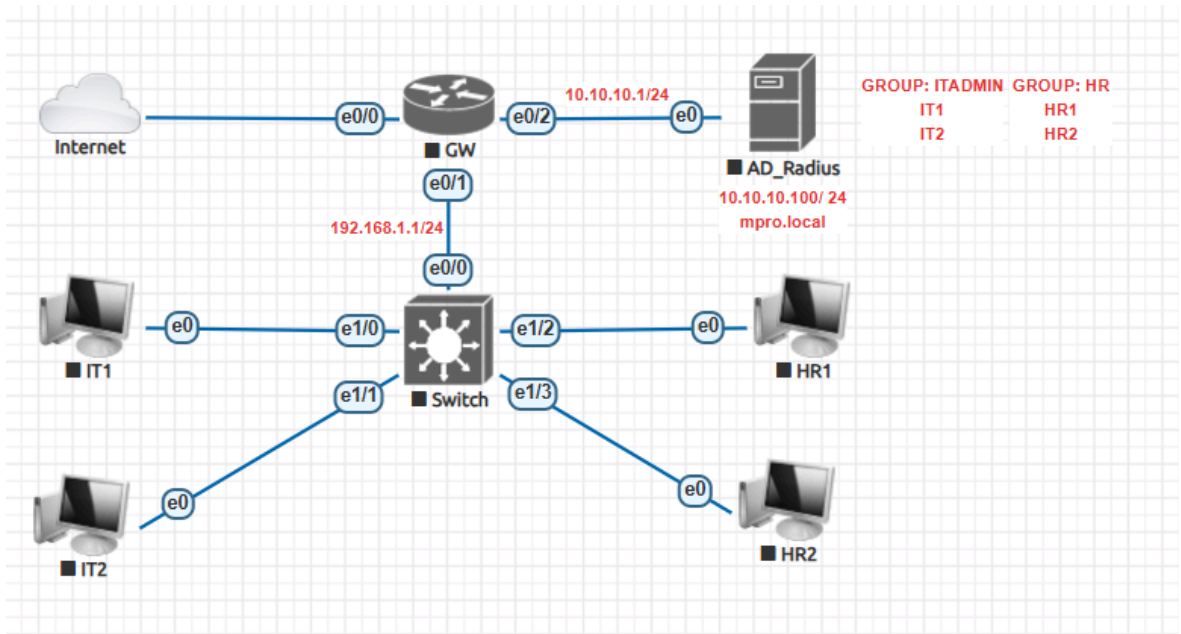 10.10.10.1/24
GROUP: ITADMIN GROUP: HR
e0/0
e0/2
e0
IT1 HR1
IT2 HR2
Internet
GW
AD_Radius
e0/1
10.10.10.100/ 24
mpro.local
192.168.1.1/24
e0/0
e0
e1/0
e1/2
e0
IT1
HR1
e1/1
Switch
e1/3
e0
e0
IT2
HR2